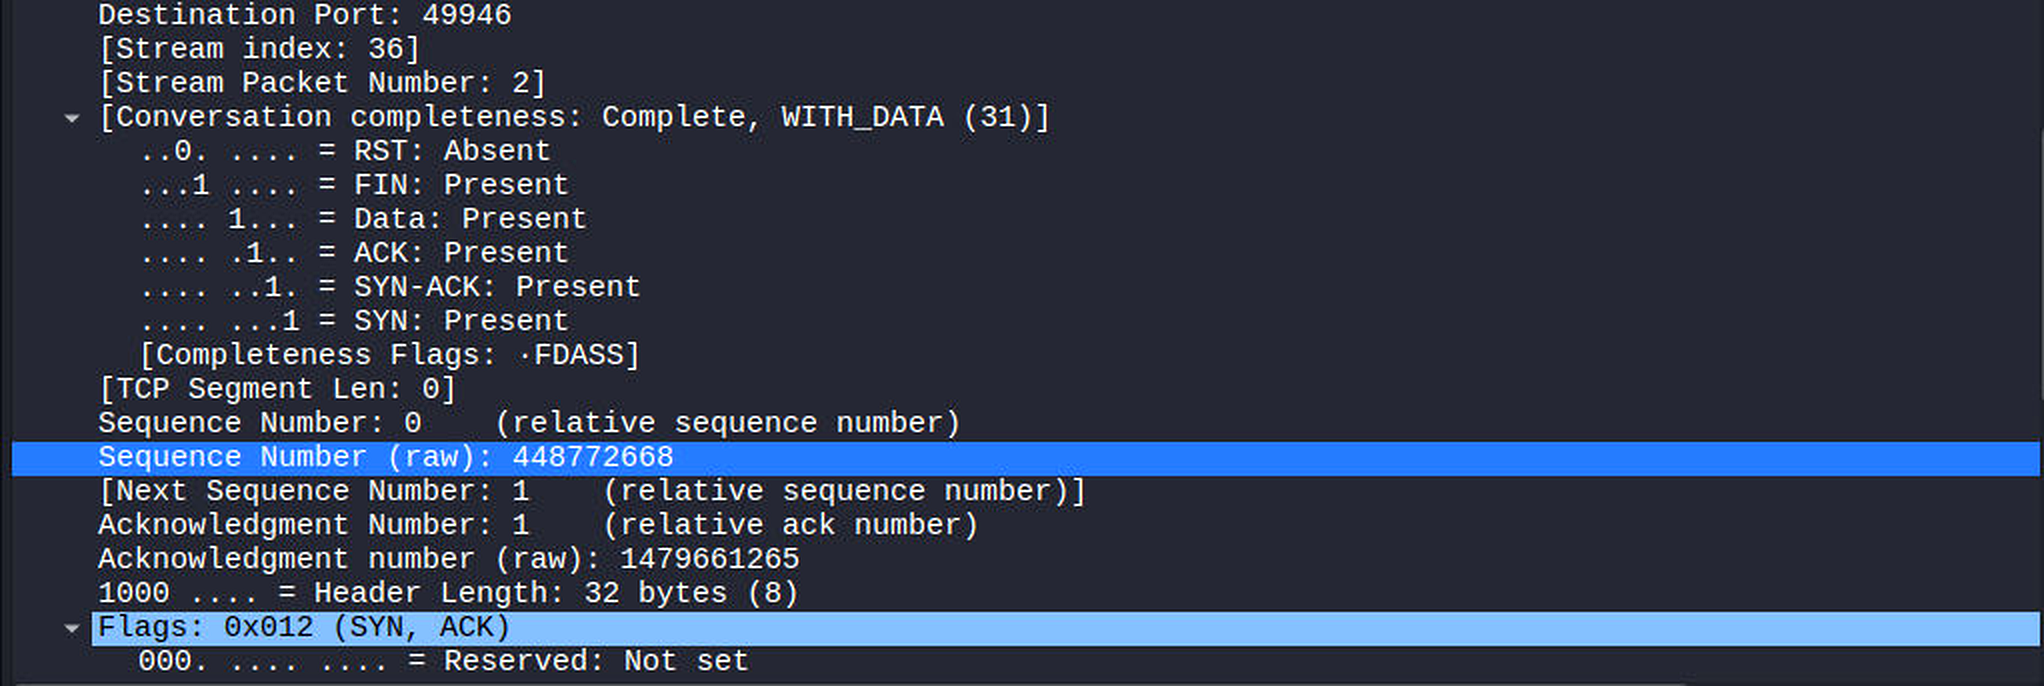 Destination Port: 49946
[Stream index: 36]
[Stream Packet Number: 2]
[Conversation completeness: Complete, WITH_DATA (31)]
..0. .... = RST: Absent
...1 .... = FIN: Present
.... 1... = Data: Present
.... .1.. = ACK: Present
.... ..1. = SYN-ACK: Present
.... ...1 = SYN: Present
[Completeness Flags: ·FDASS]
[TCP Segment Len: 0]
Sequence Number: 0    (relative sequence number)
Sequence Number (raw): 448772668
[Next Sequence Number: 1    (relative sequence number)]
Acknowledgment Number: 1    (relative ack number)
Acknowledgment number (raw): 1479661265
1000 .... = Header Length: 32 bytes (8)
Flags: 0x012 (SYN, ACK)
000. .... .... = Reserved: Not set